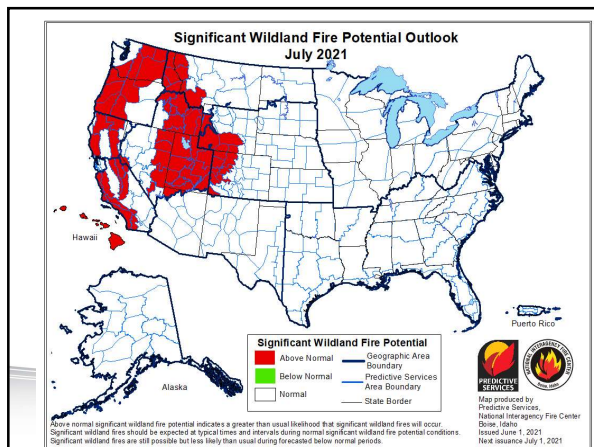 Significant Wildland Fire Potential Outlook
July 2021
Hawaii
Alaska
Puerto Rico
Significant Wildland Fire Potential
Above Normal
Below Normal
Normal
Geographic Area
Boundary
Predictive Services
Area Boundary
State Border
PREDICTIVE
SERVICES
NATIONAL INTERAGENCY FIRE CENTER
Boise, Idaho
Map produced by
Predictive Services,
National Interagency Fire Center
Boise, Idaho
Issued June 1, 2021
Next issuance July 1, 2021
Above normal significant wildland fire potential indicates a greater than usual likelihood that significant wildland fires will occur.
Significant wildland fires should be expected at typical times and intervals during normal significant wildland fire potential conditions.
Significant wildland fires are still possible but less likely than usual during forecasted below normal periods.